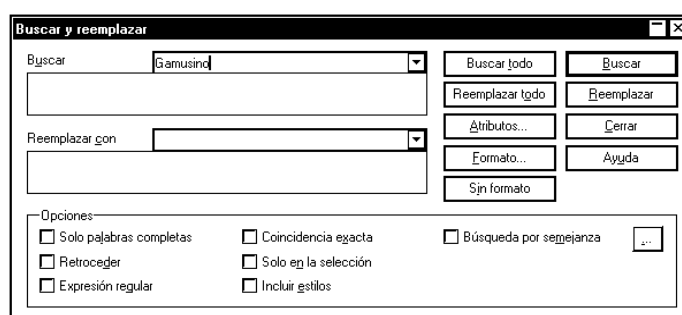 Buscar y reemplazar
Buscar Gamusino Buscar todo Buscar
Reemplazar todo Reemplazar
Reemplazar con Atributos... Cerrar
Formato... Ayuda
Sin formato
Opciones
Solo palabras completas Coincidencia exacta Búsqueda por semejanza ...
Retroceder Solo en la selección
Expresión regular Incluir estilos